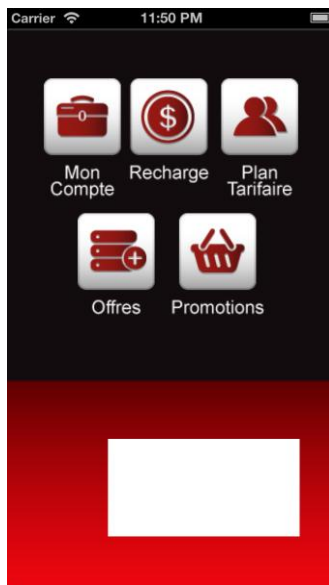 Carrier 11:50 PM
Mon Compte
Recharge
Plan Tarifaire
Offres
Promotions